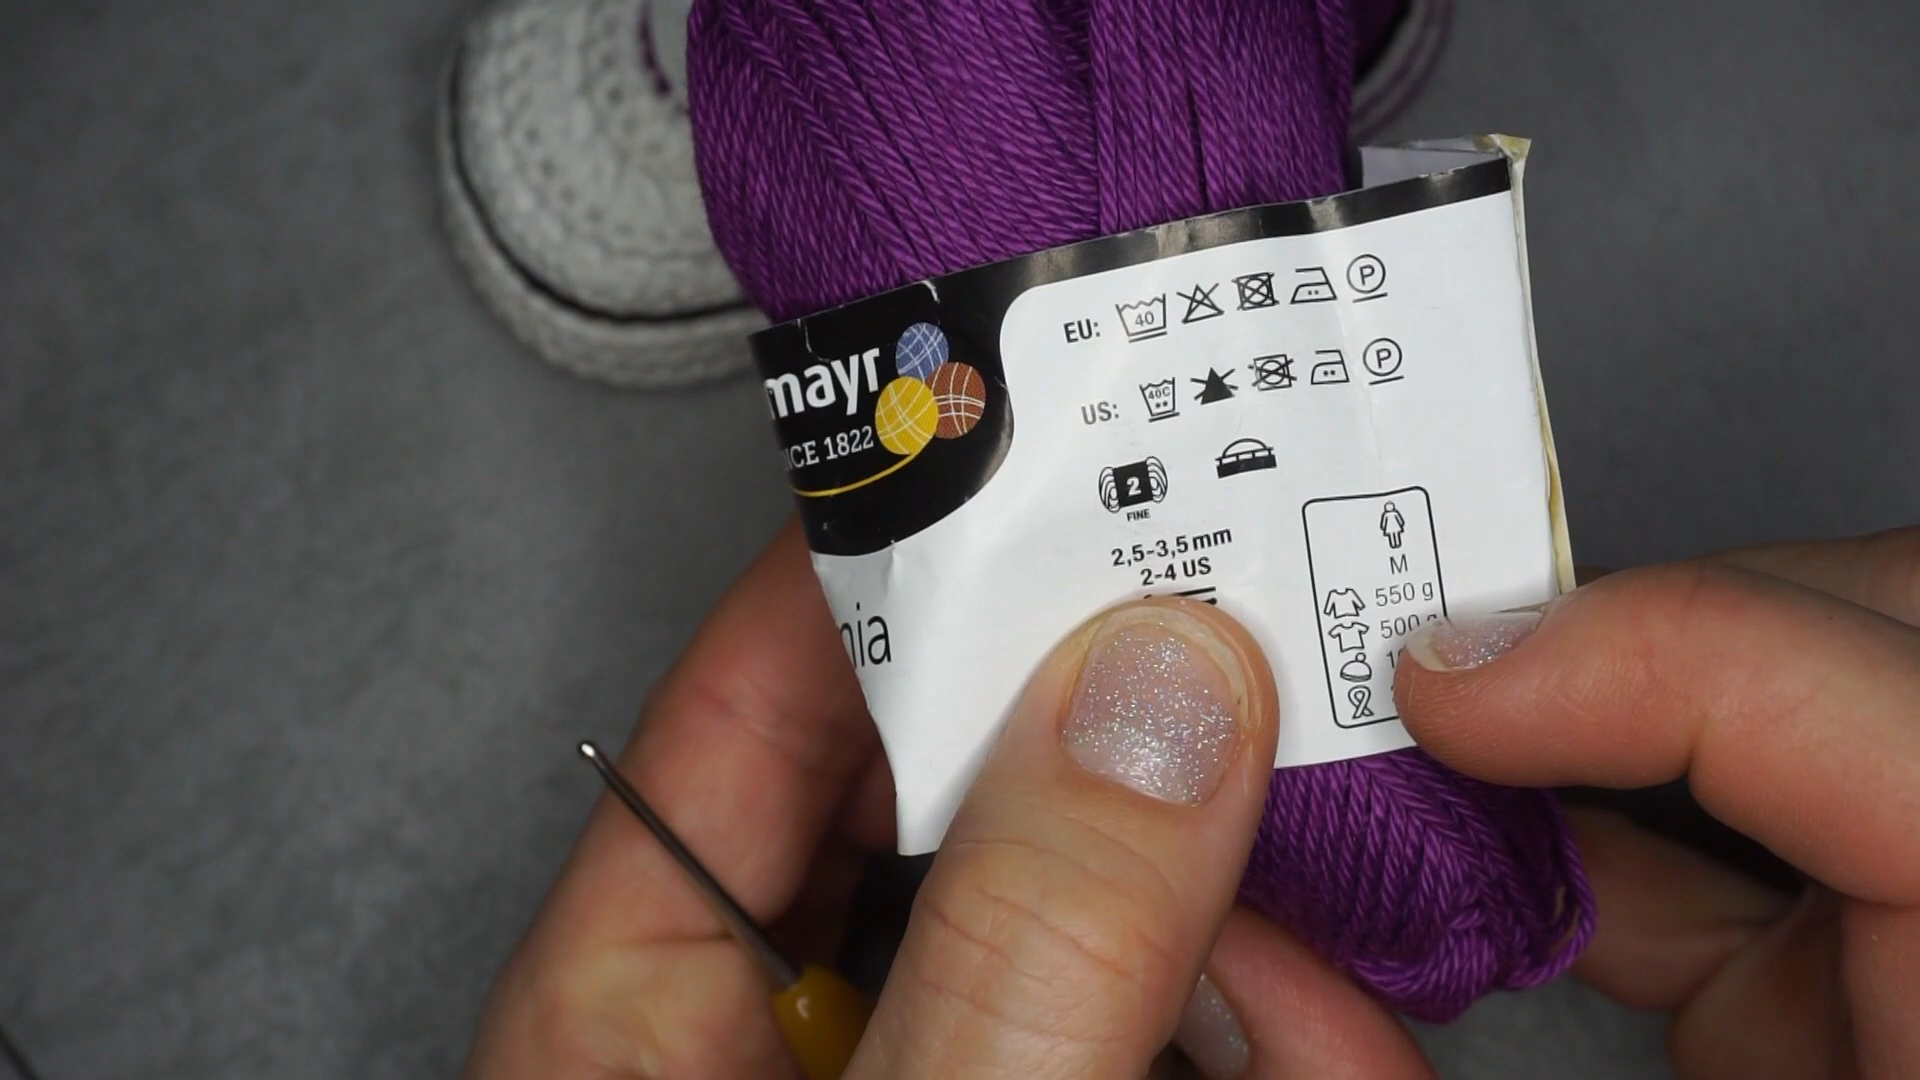 mayr
NCE 1822
nia
EU: 40 P
US: 40C P
2
FINE
2,5-3,5 mm
2-4 US
M
550 g
500 g